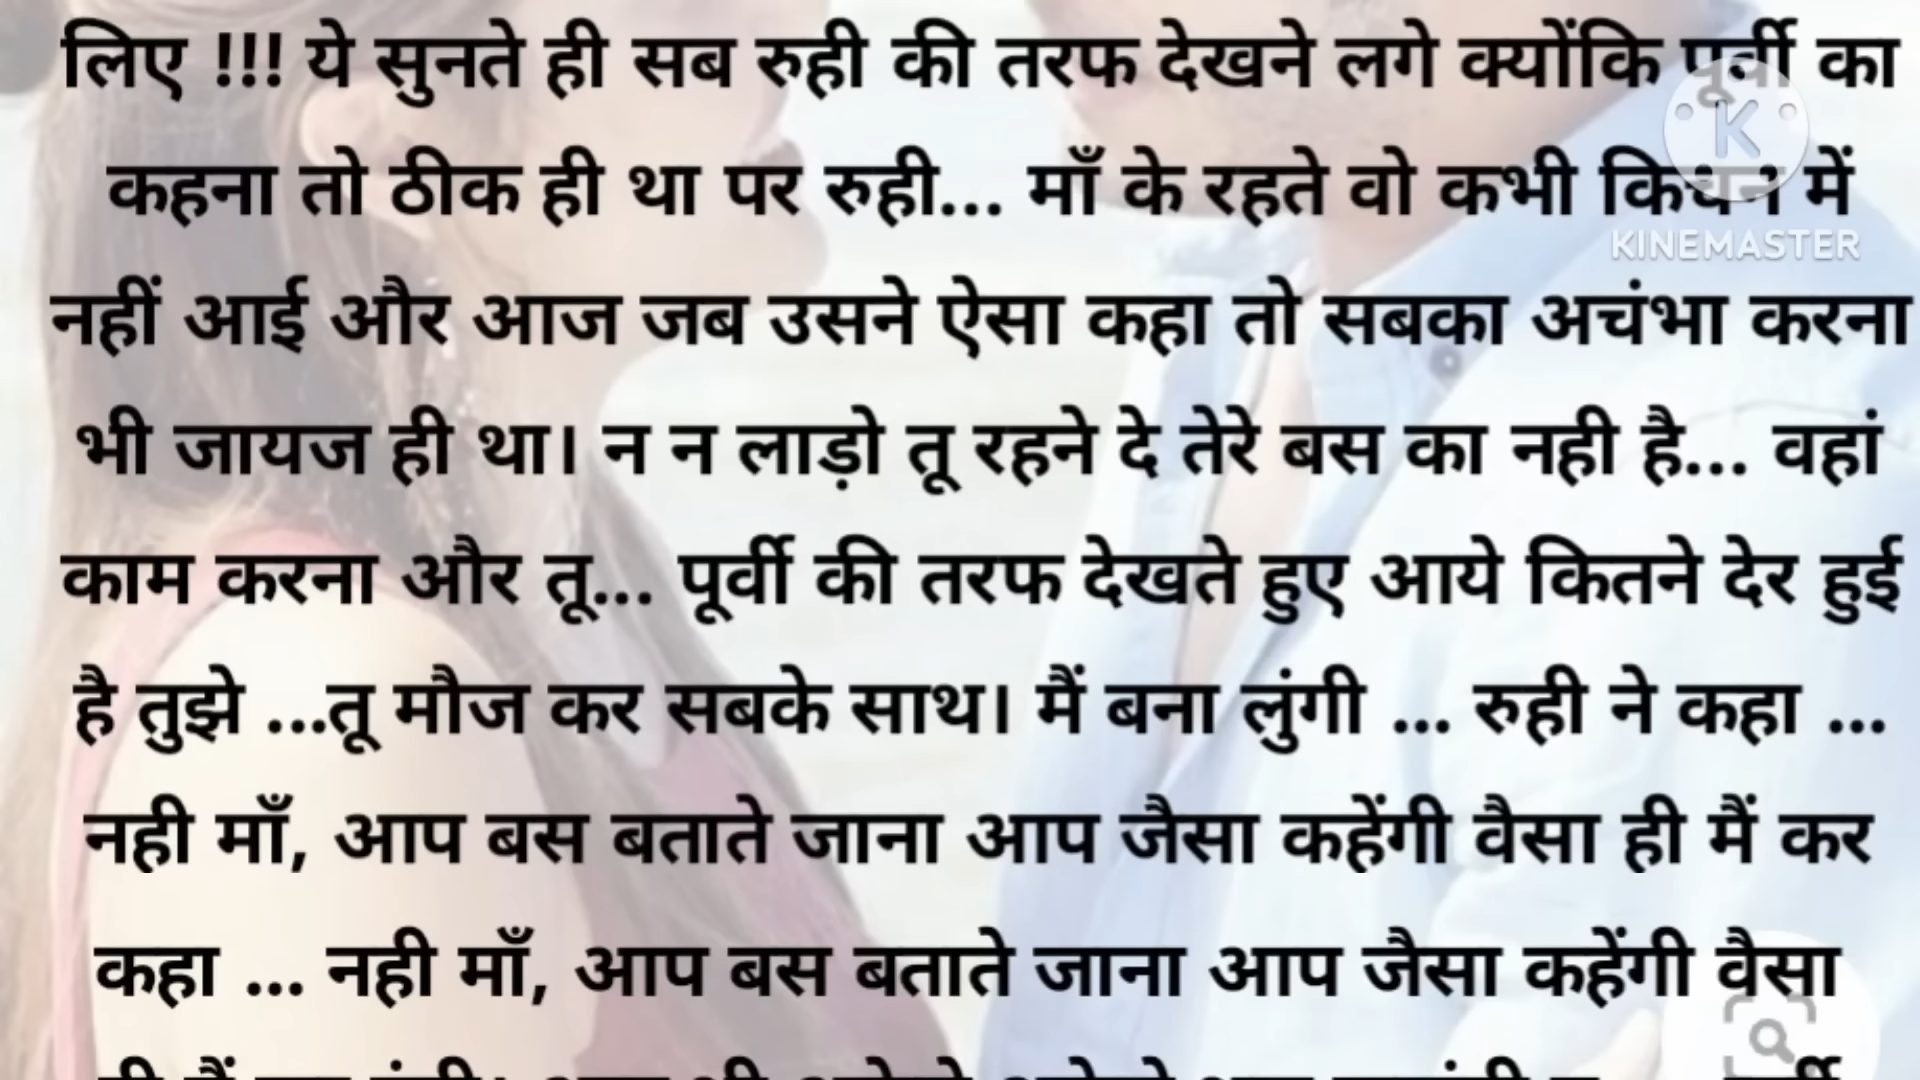 लिए !!! ये सुनते ही सब रुही की तरफ देखने लगे क्योंकि पूर्वी का
कहना तो ठीक ही था पर रुही... माँ के रहते वो कभी किचन में
KINEMASTER
नहीं आई और आज जब उसने ऐसा कहा तो सबका अचंभा करना
भी जायज ही था। न न लाड़ो तू रहने दे तेरे बस का नही है... वहां
काम करना और तू... पूर्वी की तरफ देखते हुए आये कितने देर हुई
है तुझे ...तू मौज कर सबके साथ। मैं बना लुंगी ... रुही ने कहा ...
नही माँ, आप बस बताते जाना आप जैसा कहेंगी वैसा ही मैं कर
कहा ... नही माँ, आप बस बताते जाना आप जैसा कहेंगी वैसा